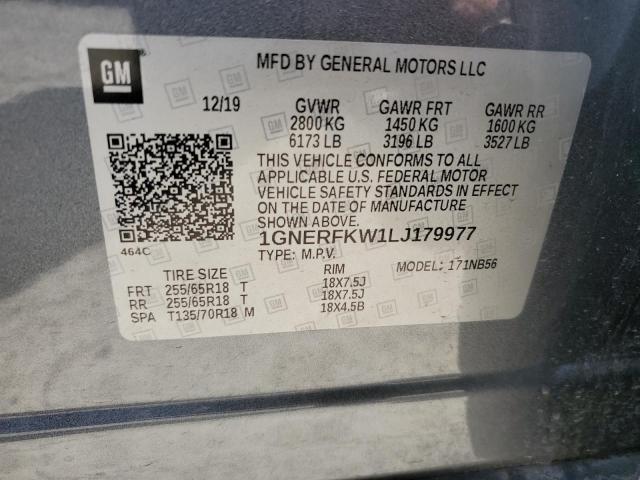 GM
MFD BY GENERAL MOTORS LLC
12/19 GVWR GAWR FRT GAWR RR
2800 KG 1450 KG 1600 KG
6173 LB 3196 LB 3527 LB
THIS VEHICLE CONFORMS TO ALL
APPLICABLE U.S. FEDERAL MOTOR
VEHICLE SAFETY STANDARDS IN EFFECT
ON THE DATE OF MANUFACTURE
SHOWN ABOVE.
464C 1GNERFKW1LJ179977
TYPE: M.P.V. MODEL: 171NB56
TIRE SIZE RIM
FRT 255/65R18 T 18X7.5J
RR 255/65R18 T 18X7.5J
SPA T135/70R18 M 18X4.5B